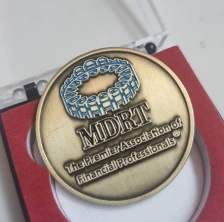 MDRT
The Premier Association of
Financial Professionals®